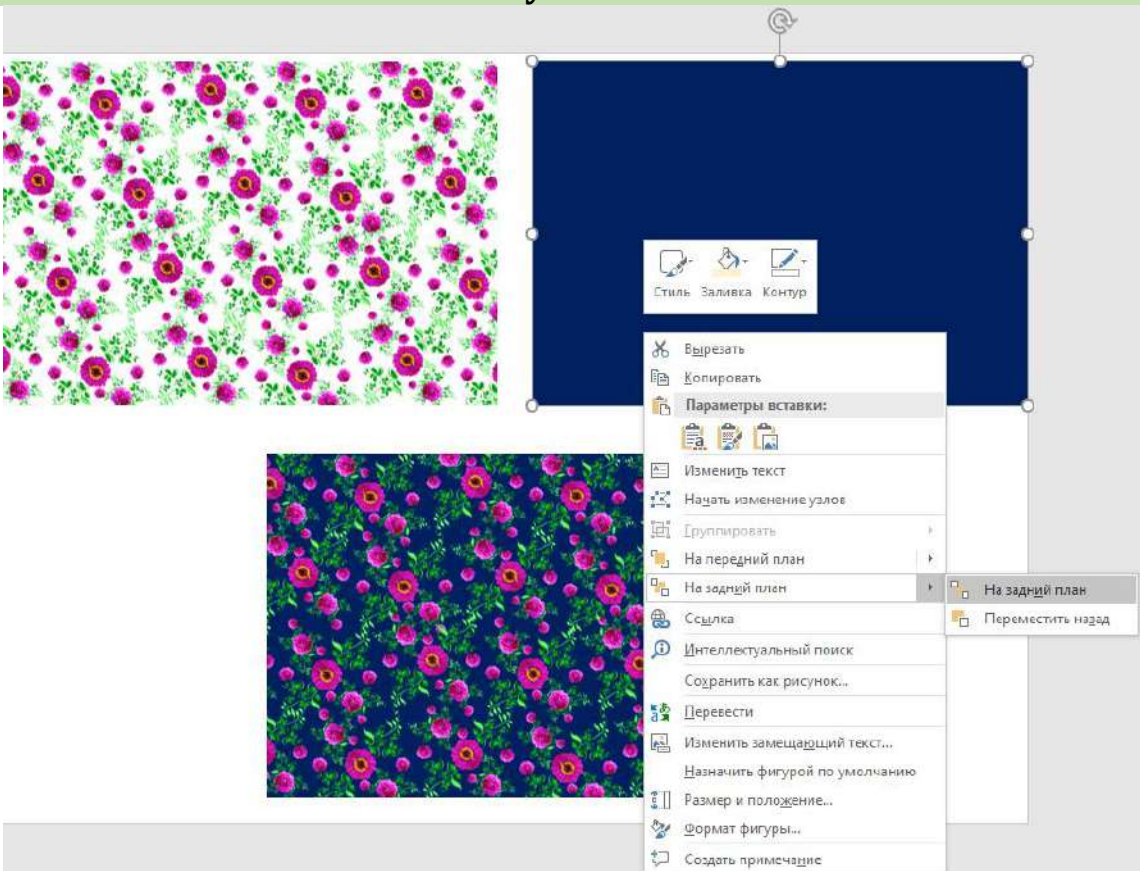 Стиль Заливка Контур
Вырезать
Копировать
Параметры вставки:
Изменить текст
Начать изменение узлов
Группировать
На передний план
На задний план
На задний план
Ссылка
Переместить назад
Интеллектуальный поиск
Сохранить как рисунок...
Перевести
Изменить замещающий текст...
Назначить фигурой по умолчанию
Размер и положение...
Формат фигуры...
Создать примечание